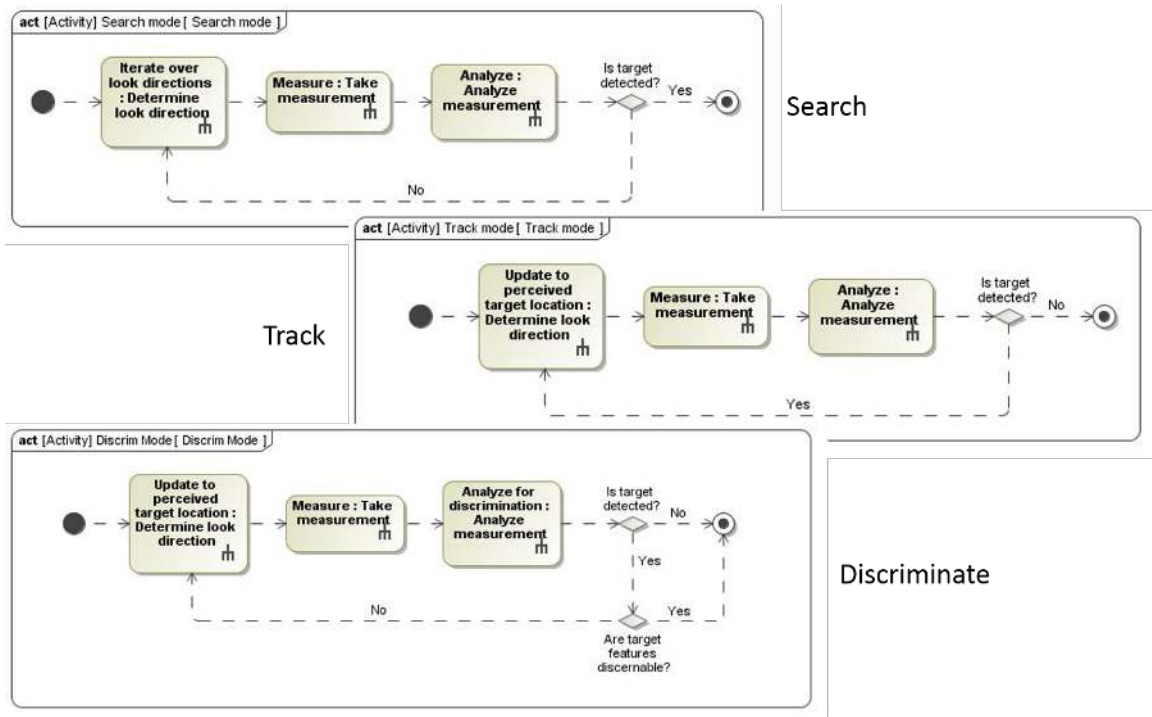 act [Activity] Search mode [ Search mode ]
Iterate over
look directions
: Determine
look direction
Measure : Take
measurement
Analyze :
Analyze
measurement
Is target
detected?
Yes
No
Search
act [Activity] Track mode [ Track mode ]
Update to
perceived
target location :
Determine look
direction
Measure : Take
measurement
Analyze :
Analyze
measurement
Is target
detected?
No
Yes
Track
act [Activity] Discrim Mode [ Discrim Mode ]
Update to
perceived
target location :
Determine look
direction
Measure : Take
measurement
Analyze for
discrimination :
Analyze
measurement
Is target
detected?
No
Yes
No
Yes
Are target
features
discernable?
Discriminate